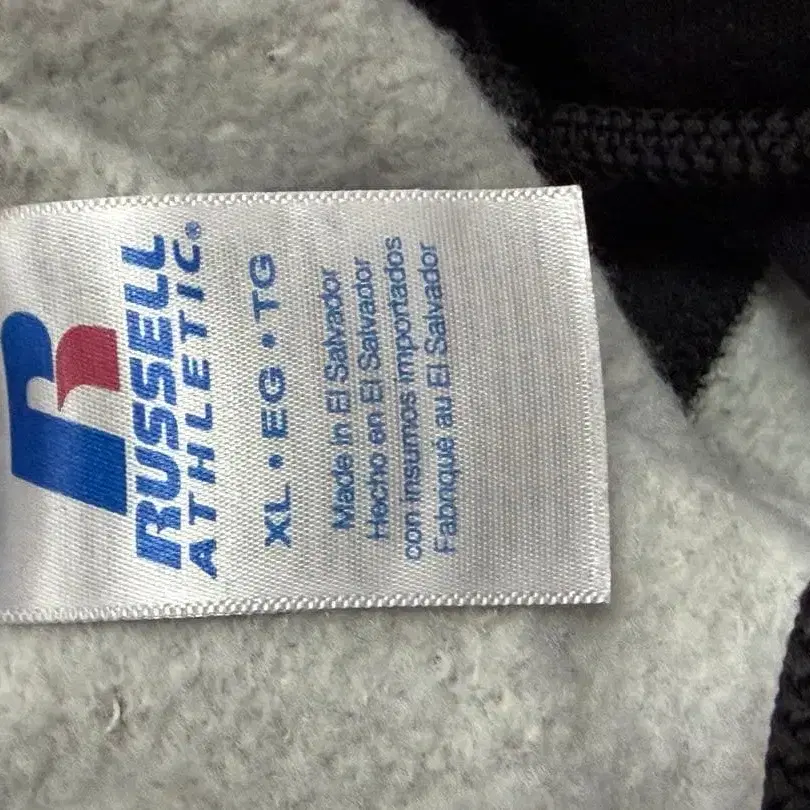 RUSSELL
ATHLETIC®
XL • EG • TG
Made in El Salvador
Hecho en El Salvador
con insumos importados
Fabriqué au El Salvador